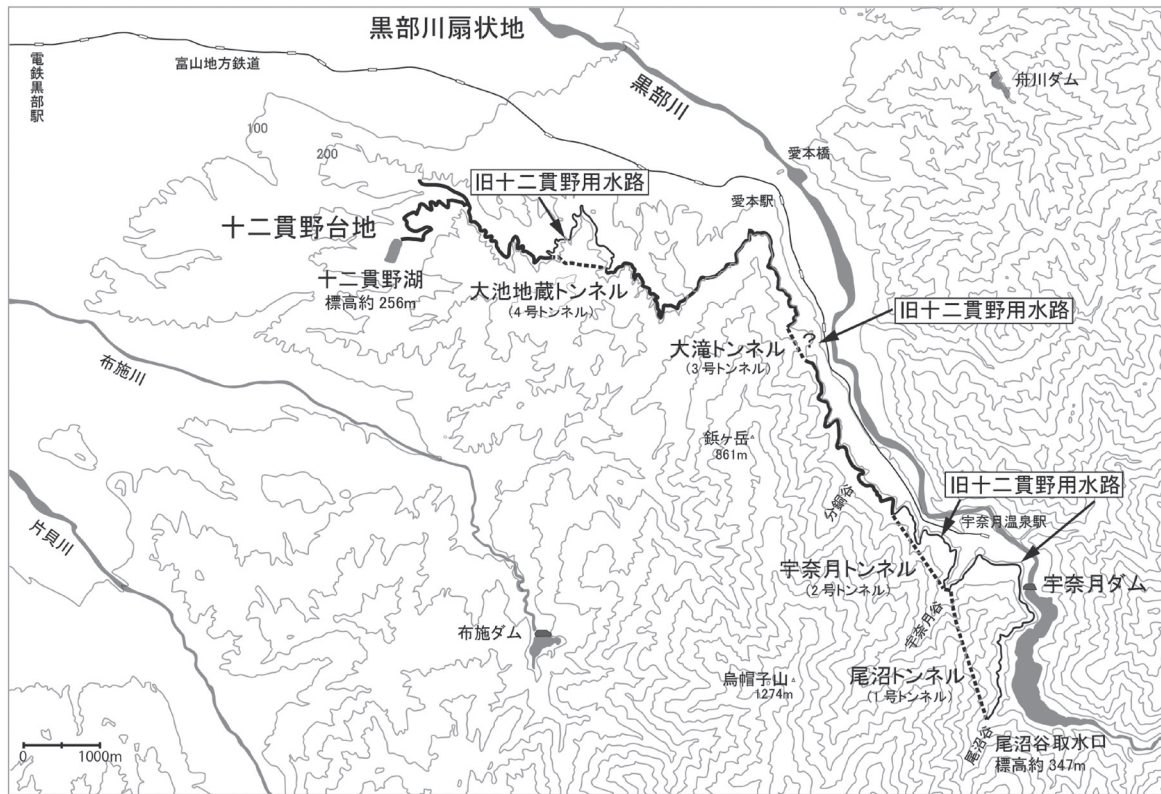 黒部川扇状地
電鉄黒部駅
富山地方鉄道
黒部川
舟川ダム
100
200
愛本橋
旧十二貫野用水路
愛本駅
十二貫野台地
十二貫野湖
標高約 256m
大池地蔵トンネル
(4号トンネル)
旧十二貫野用水路
?
大滝トンネル
(3号トンネル)
布施川
鋲ヶ岳
861m
旧十二貫野用水路
分銅谷
宇奈月温泉駅
片貝川
宇奈月トンネル
(2号トンネル)
宇奈月ダム
宇奈月谷
布施ダム
烏帽子山
1274m
尾沼トンネル
(1号トンネル)
尾沼谷
尾沼谷取水口
標高約 347m
0 1000m